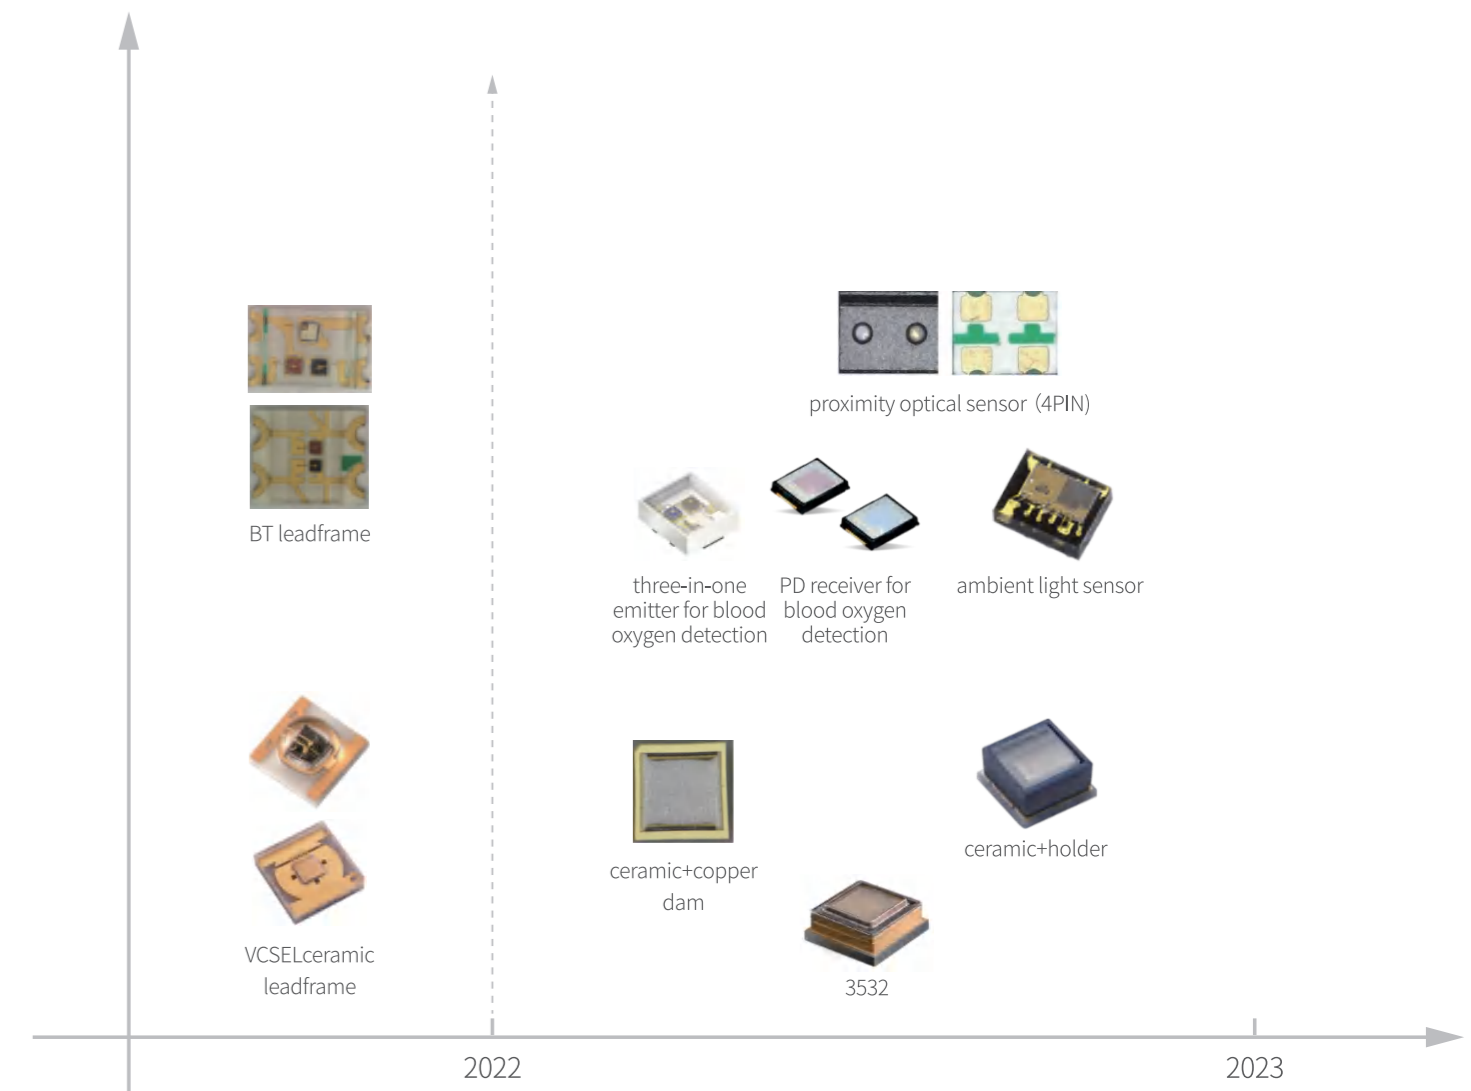 proximity optical sensor (4PIN)
BT leadframe
three-in-one
emitter for blood
oxygen detection
PD receiver for
blood oxygen
detection
ambient light sensor
ceramic+copper
dam
ceramic+holder
VCSELceramic
leadframe
3532
2022
2023